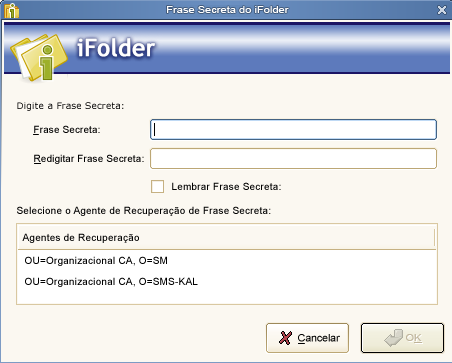 Frase Secreta do iFolder
iFolder
Digite a Frase Secreta:
Frase Secreta:
Redigitar Frase Secreta:
Lembrar Frase Secreta:
Selecione o Agente de Recuperação de Frase Secreta:
Agentes de Recuperação
OU=Organizacional CA, O=SM
OU=Organizacional CA, O=SMS-KAL
Cancelar OK